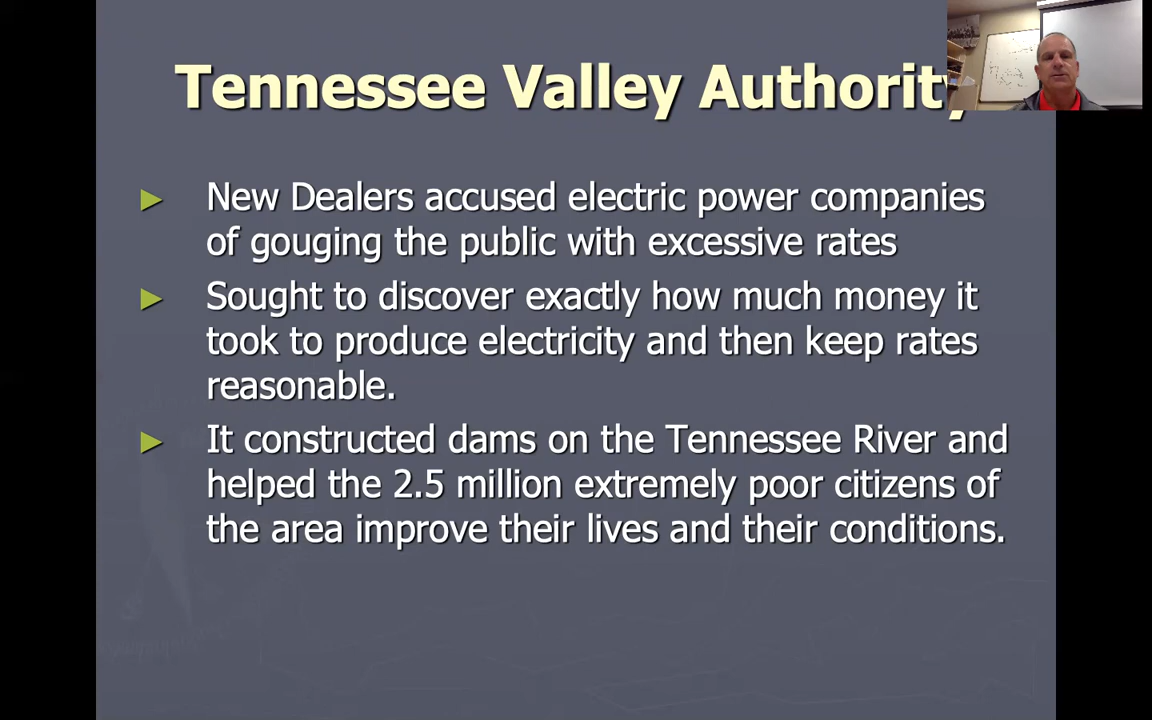 Tennessee Valley Authority
New Dealers accused electric power companies
of gouging the public with excessive rates
Sought to discover exactly how much money it
took to produce electricity and then keep rates
reasonable.
It constructed dams on the Tennessee River and
helped the 2.5 million extremely poor citizens of
the area improve their lives and their conditions.